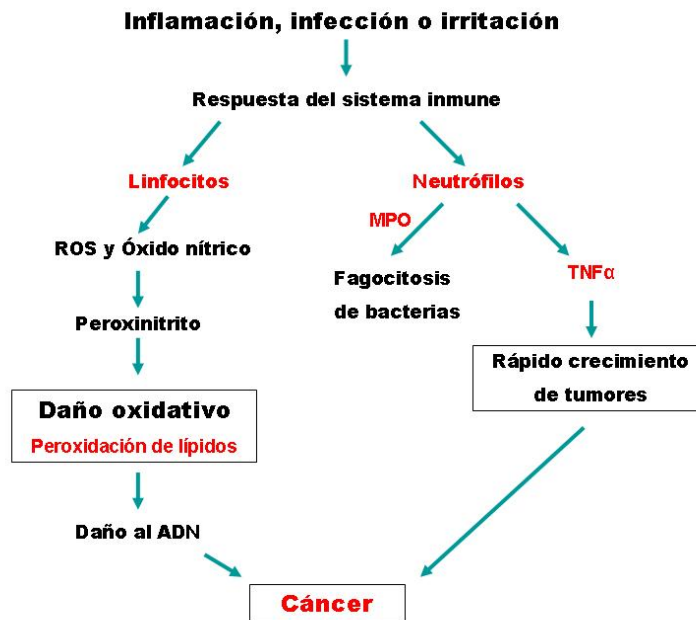 Inflamación, infección o irritación
Respuesta del sistema inmune
Linfocitos
Neutrófilos
MPO
ROS y Óxido nítrico
Fagocitosis
de bacterias
TNFα
Peroxinitrito
Rápido crecimiento
de tumores
Daño oxidativo
Peroxidación de lípidos
Daño al ADN
Cáncer